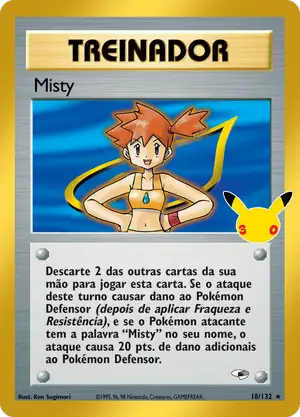 TREINADOR
Misty
30
Descarte 2 das outras cartas da sua
mão para jogar esta carta. Se o ataque
deste turno causar dano ao Pokémon
Defensor (depois de aplicar Fraqueza e
Resistência), e se o Pokémon atacante
tem a palavra “Misty” no seu nome, o
ataque causa 20 pts. de dano adicionais
ao Pokémon Defensor.
Illus. Ken Sugimori
©1995, 96, 98 Nintendo, Creatures, GAMEFREAK.
18/132 ★